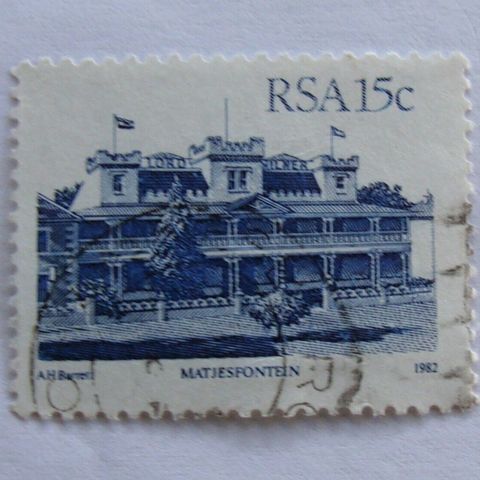 RSA 15c
LORD MILNER
A.H.Barrett
MATJESFONTEIN
1982